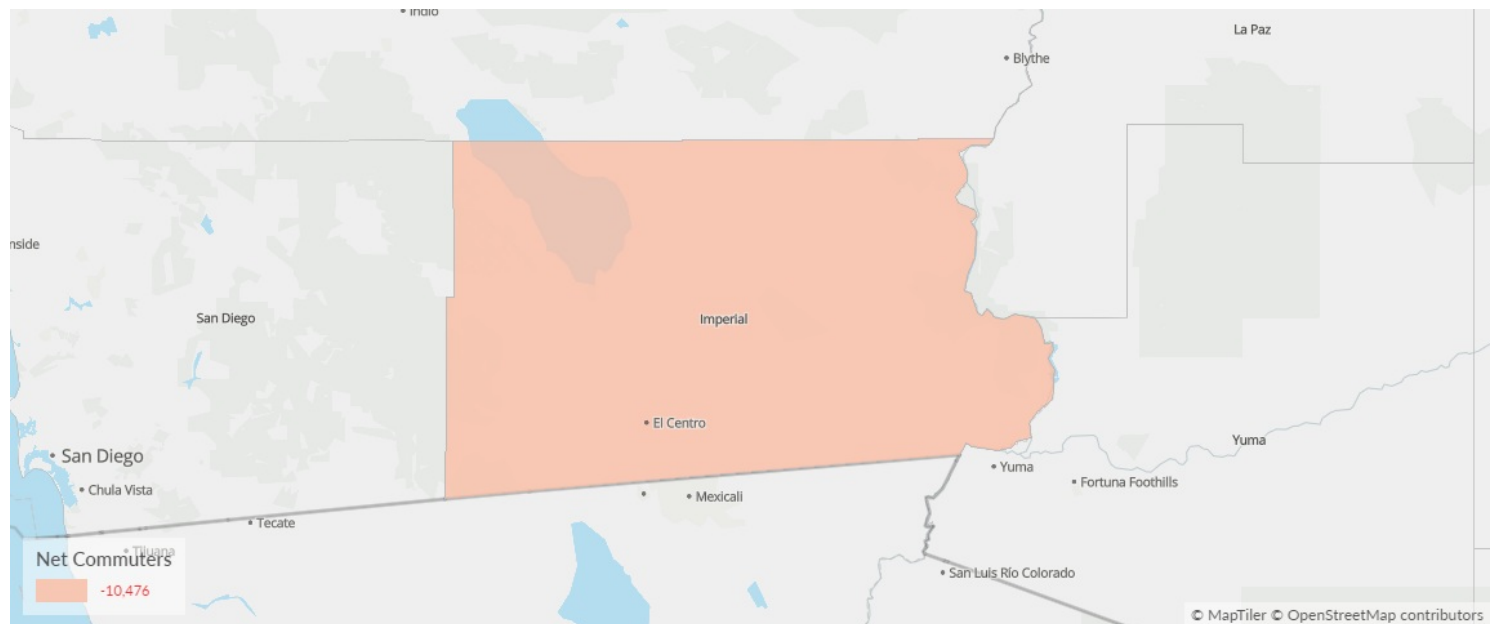 Indio
La Paz
Blythe
nside
San Diego
Imperial
El Centro
San Diego
Yuma
Yuma
Chula Vista
Fortuna Foothills
Mexicali
Tecate
Tijuana
Net Commuters
-10,476
San Luis Río Colorado
© MapTiler © OpenStreetMap contributors